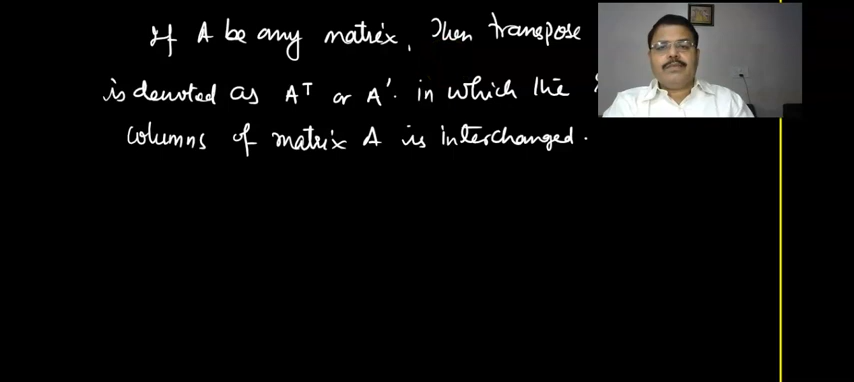 If A be any matrix, Then transpose
is denoted as Aᵀ or A'. in which the
columns of matrix A is interchanged.